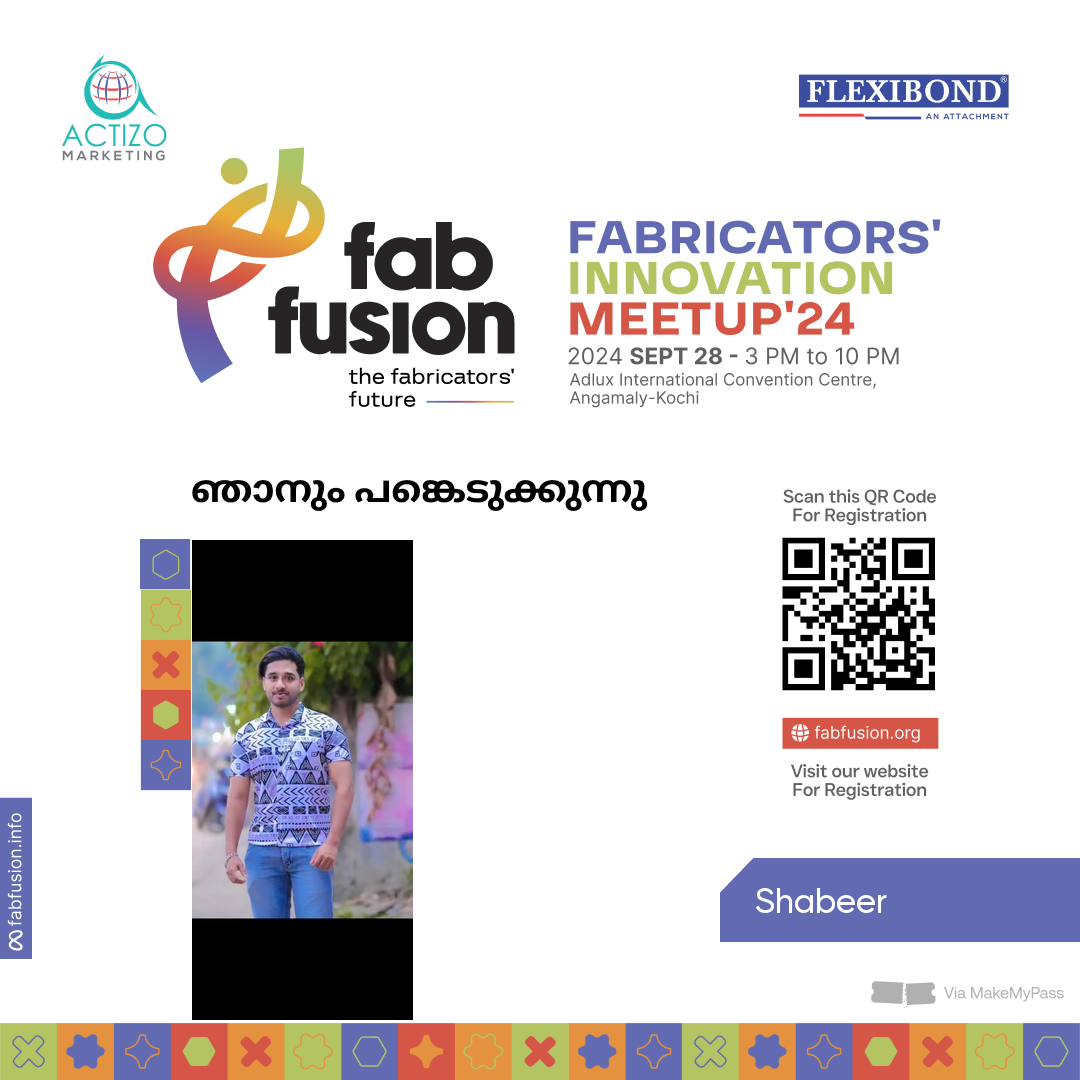 ACTIZO
MARKETING
FLEXIBOND®
AN ATTACHMENT
fab
fusion
the fabricators'
future
FABRICATORS'
INNOVATION
MEETUP'24
2024 SEPT 28 - 3 PM to 10 PM
Adlux International Convention Centre,
Angamaly-Kochi
ഞാനും പങ്കെടുക്കുന്നു
Scan this QR Code
For Registration
fabfusion.org
Visit our website
For Registration
fabfusion.info
Shabeer
Via MakeMyPass